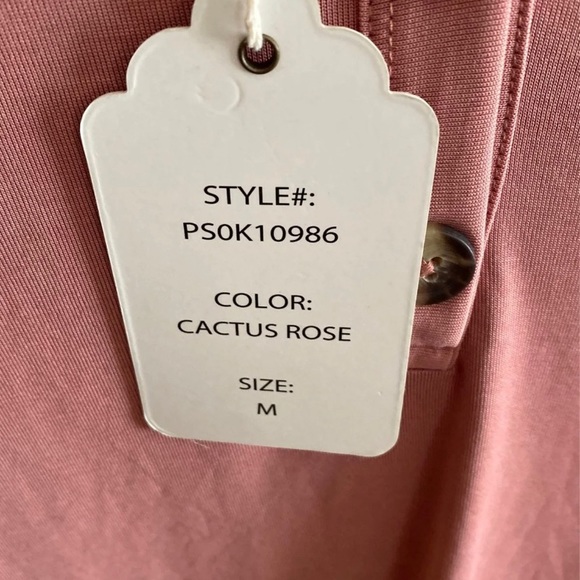 STYLE#:
PS0K10986
COLOR:
CACTUS ROSE
SIZE:
M